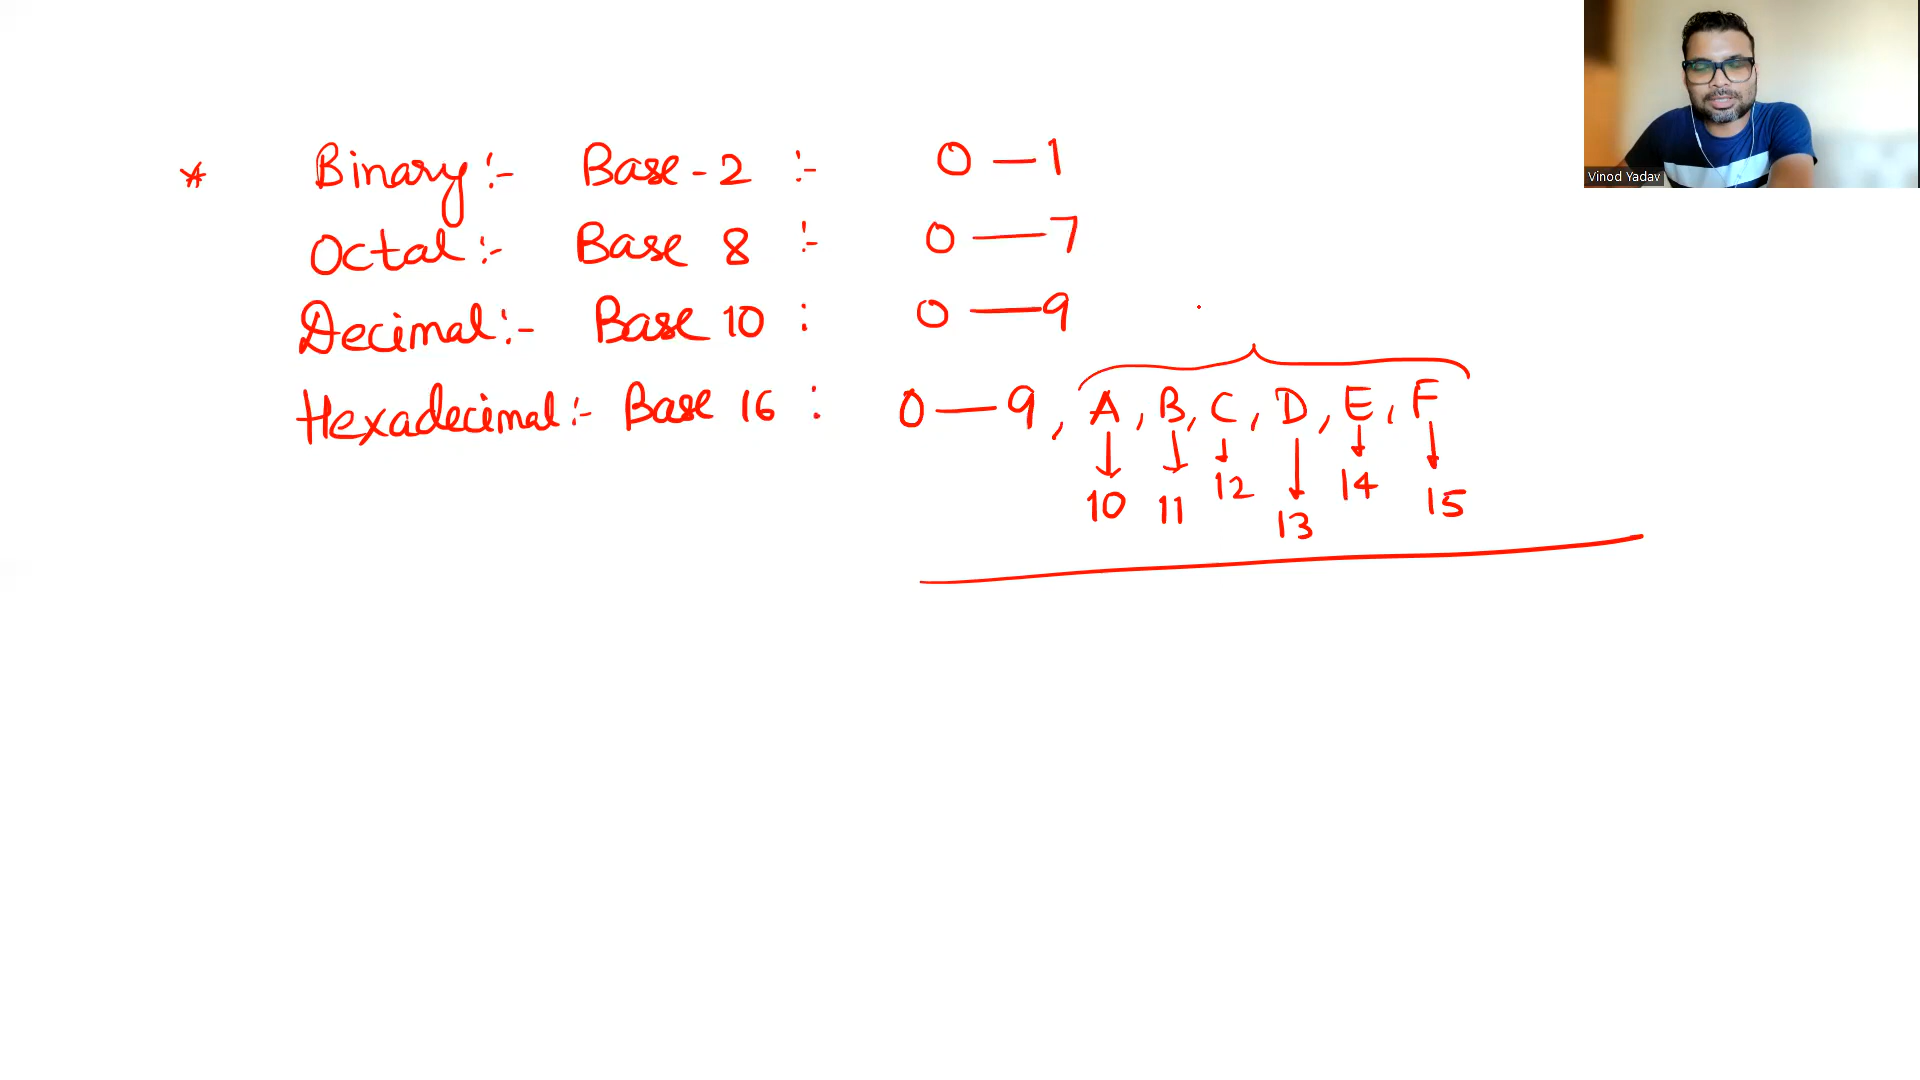 * Binary :- Base - 2 :- 0 — 1
Octal :- Base 8 :- 0 — 7
Decimal :- Base 10 : 0 — 9
Hexadecimal :- Base 16 : 0 — 9, A, B, C, D, E, F
10 11 12 13 14 15
Vinod Yadav